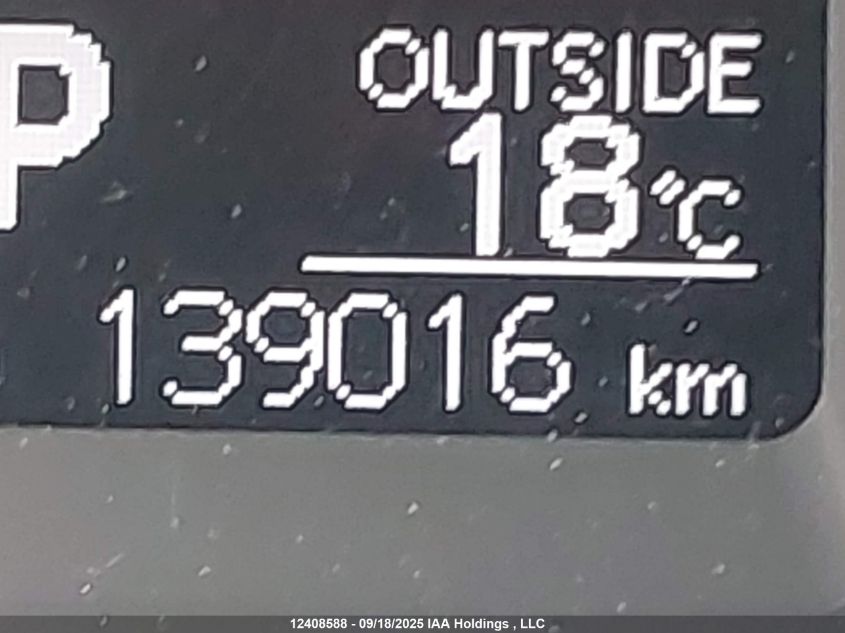 P
OUTSIDE
18°C
139016 km
12408588 - 09/18/2025 IAA Holdings , LLC